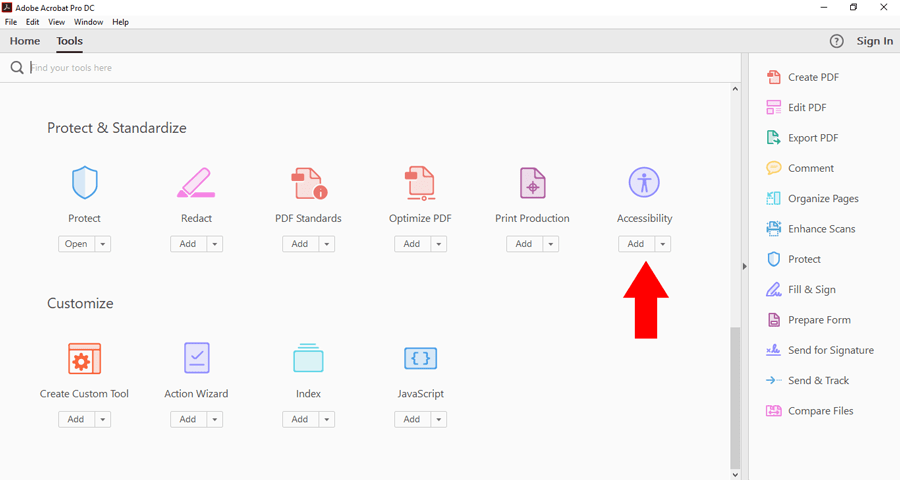 Adobe Acrobat Pro DC
File Edit View Window Help
Home Tools
? Sign In
Find your tools here
Protect & Standardize
Protect Redact PDF Standards Optimize PDF Print Production Accessibility
Open Add Add Add Add Add
Customize
Create Custom Tool Action Wizard Index JavaScript
Add Add Add Add
Create PDF
Edit PDF
Export PDF
Comment
Organize Pages
Enhance Scans
Protect
Fill & Sign
Prepare Form
Send for Signature
Send & Track
Compare Files